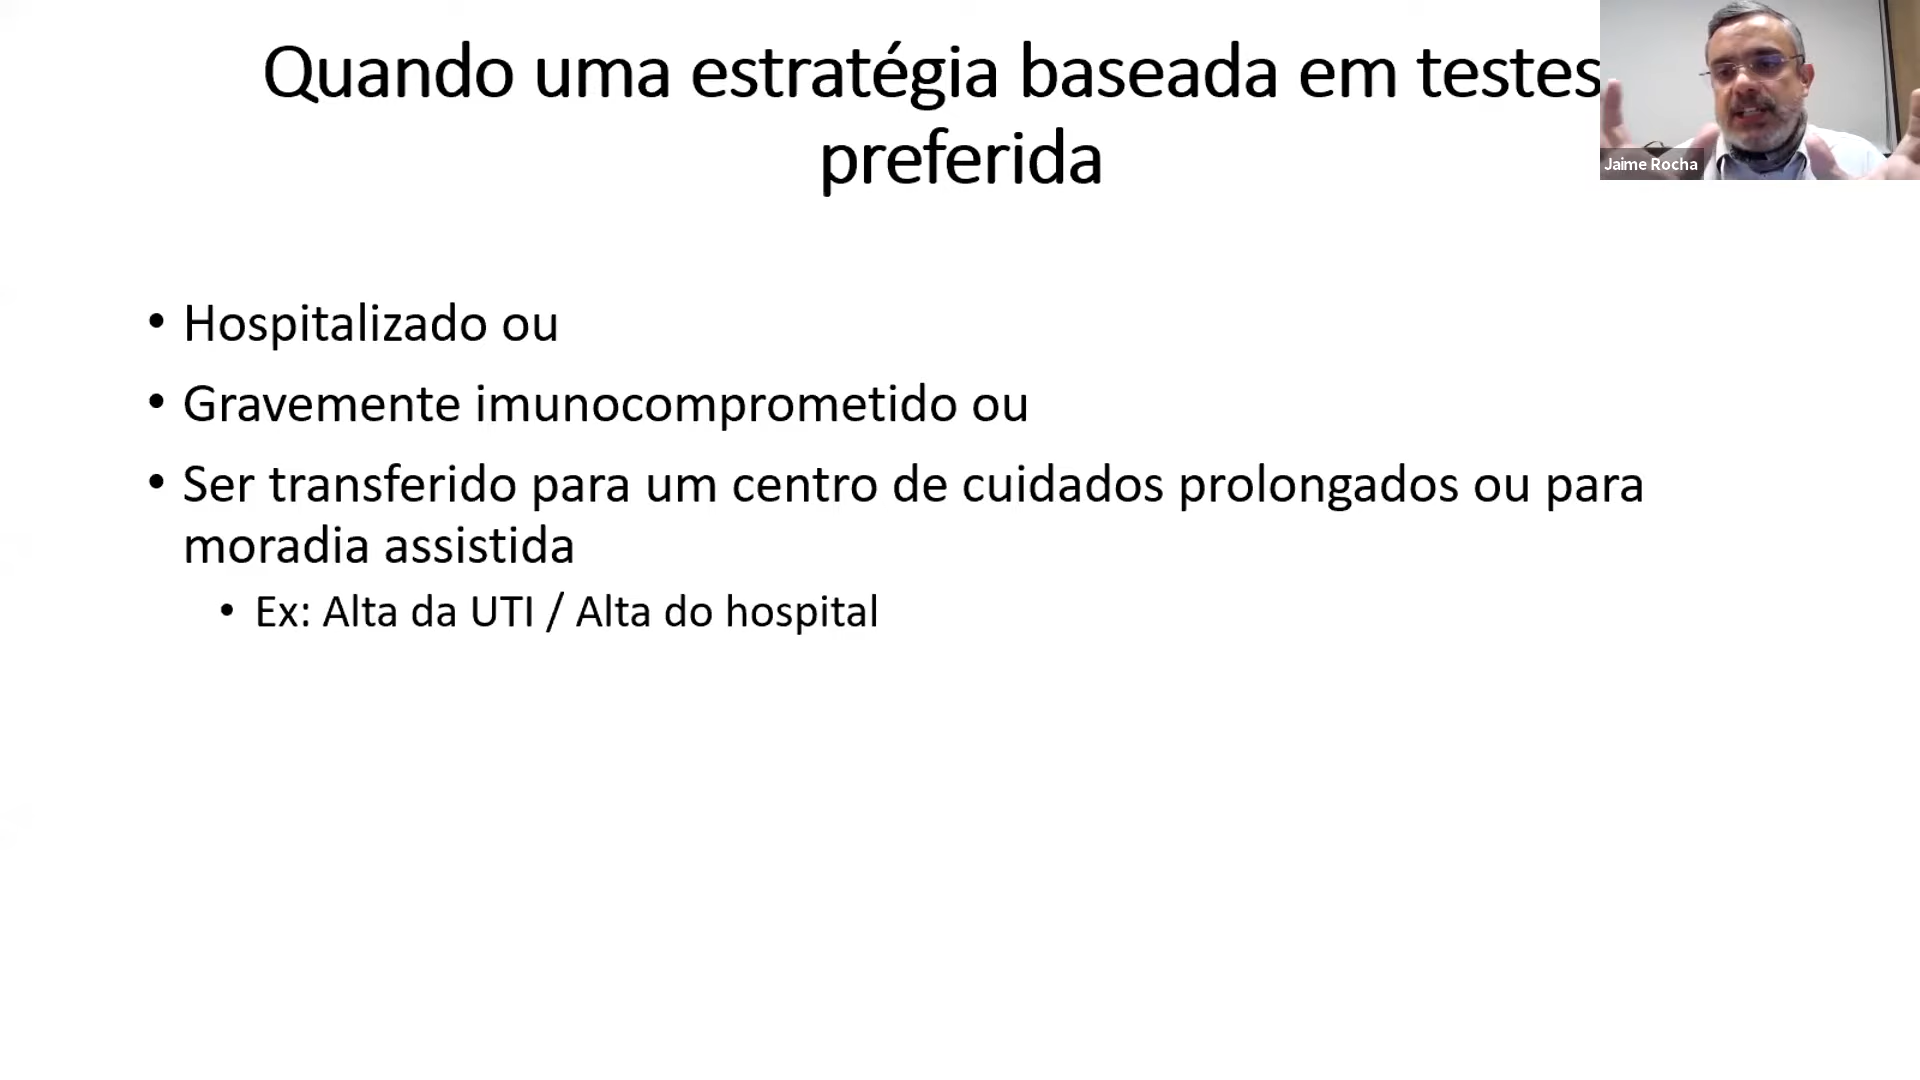 Quando uma estratégia baseada em testes
preferida
• Hospitalizado ou
• Gravemente imunocomprometido ou
• Ser transferido para um centro de cuidados prolongados ou para
moradia assistida
• Ex: Alta da UTI / Alta do hospital
Jaime Rocha